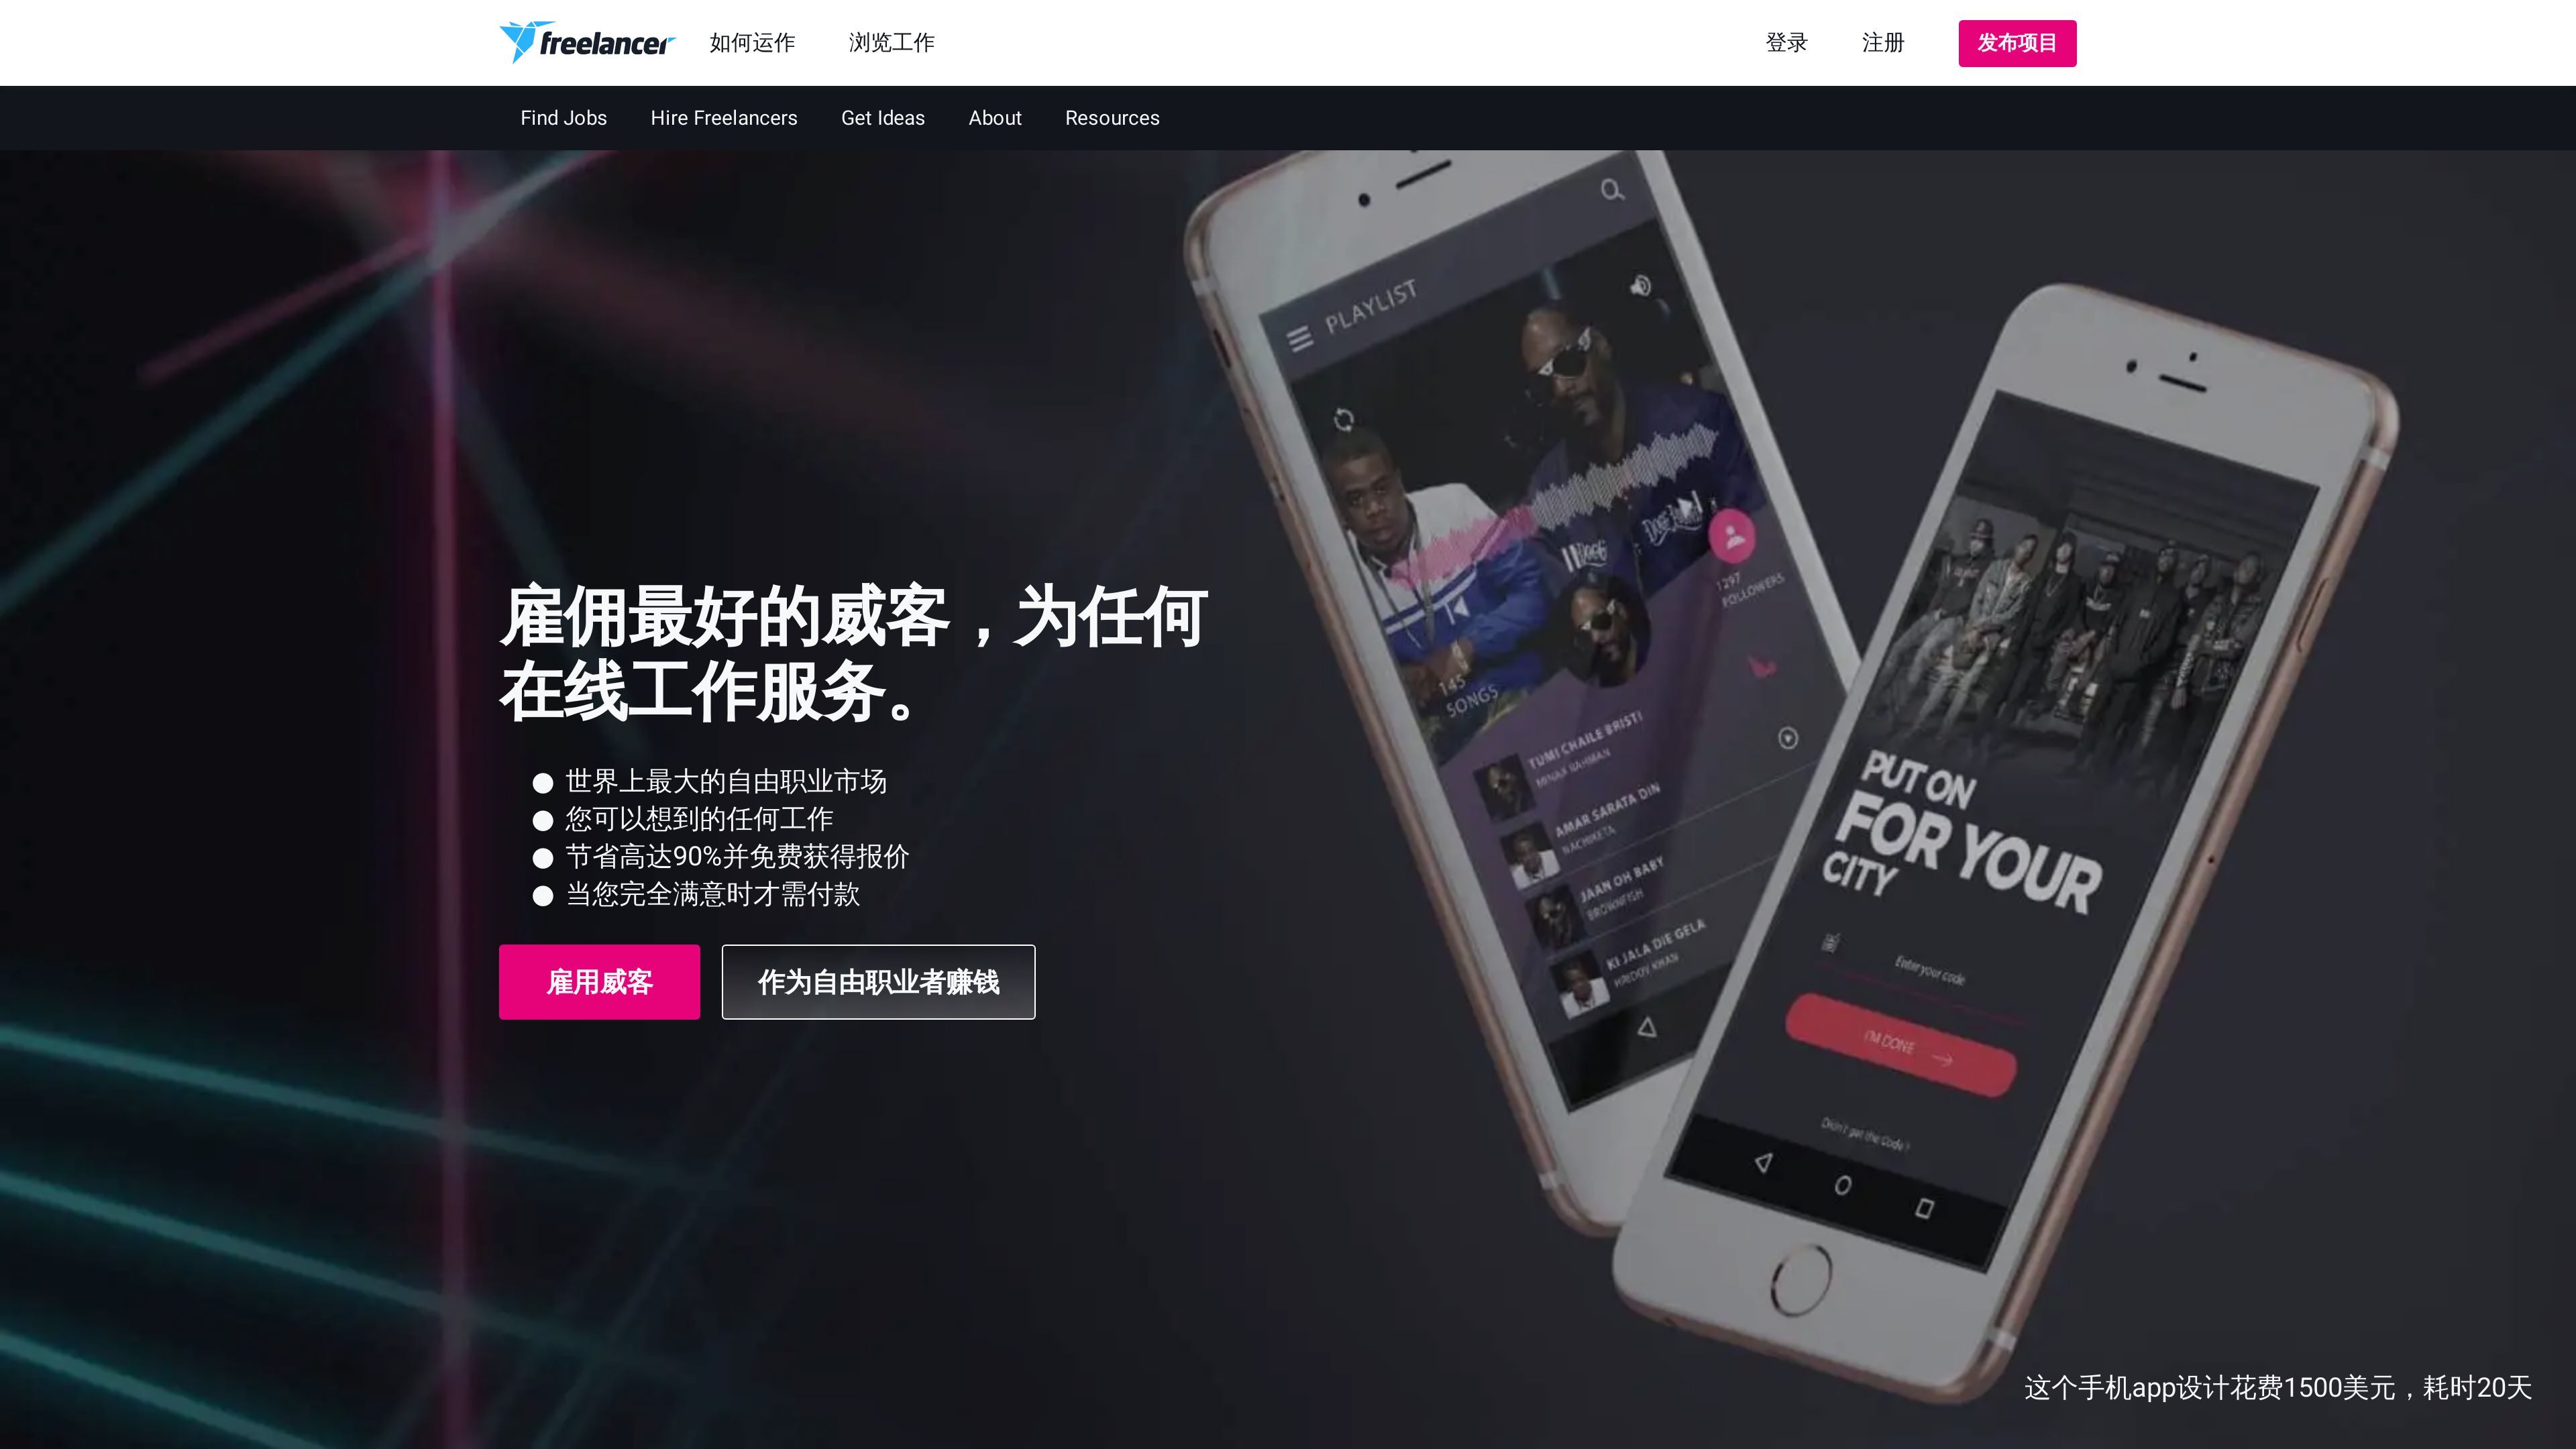 freelancer
如何运作
浏览工作
登录
注册
发布项目
Find Jobs
Hire Freelancers
Get Ideas
About
Resources
PLAYLIST
1297
FOLLOWERS
145
SONGS
TUMI CHAILE BRISTI
MINAR RAHMAN
AMAR SARATA DIN
NACHIKETA
JAAN OH BABY
BROWNFISH
KI JALA DIE GELA
HRIDOY KHAN
PUT ON
FOR YOUR
CITY
Enter your code
I'M DONE
Didn't get the Code?
雇佣最好的威客，为任何
在线工作服务。
世界上最大的自由职业市场
您可以想到的任何工作
节省高达90%并免费获得报价
当您完全满意时才需付款
雇用威客
作为自由职业者赚钱
这个手机app设计花费1500美元，耗时20天